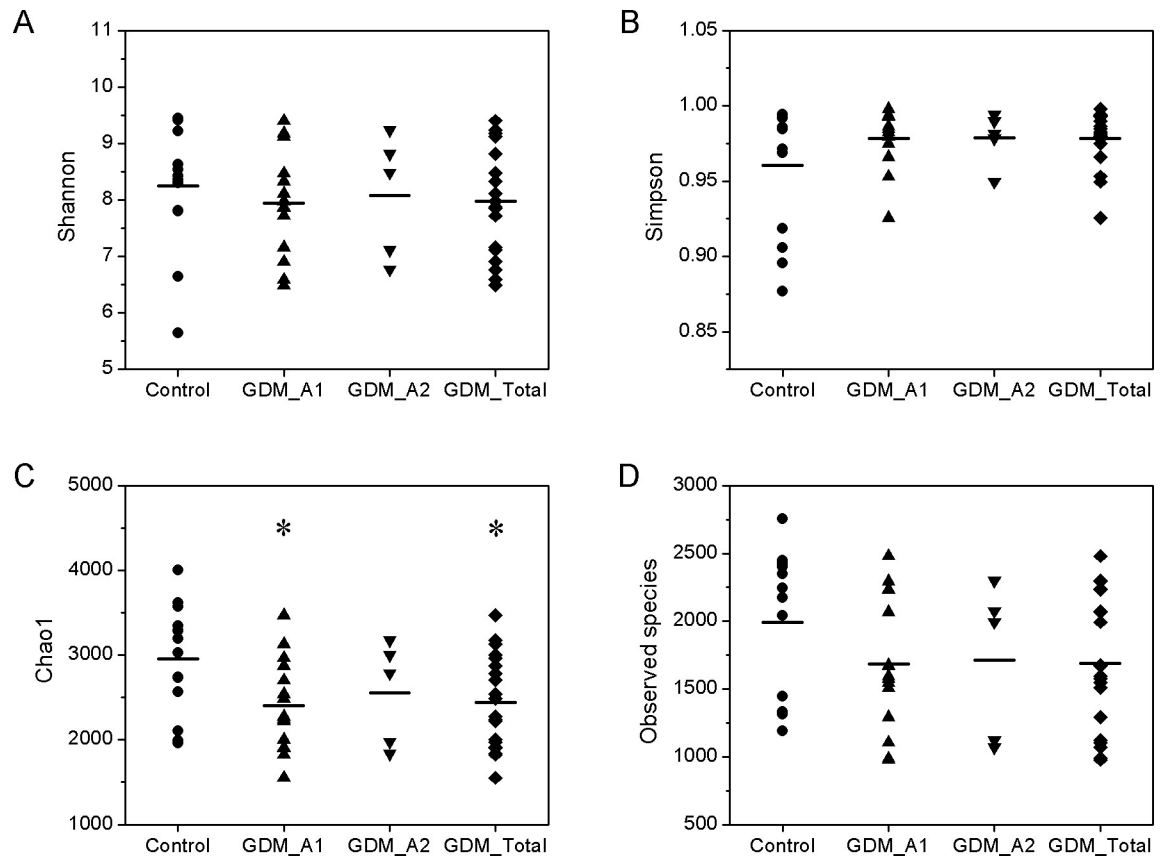 A
B
11
10
9
8
7
6
5
Shannon
Control GDM_A1 GDM_A2 GDM_Total
1.05
1.00
0.95
0.90
0.85
Simpson
Control GDM_A1 GDM_A2 GDM_Total
C
D
5000
4000
3000
2000
1000
Chao1
* *
Control GDM_A1 GDM_A2 GDM_Total
3000
2500
2000
1500
1000
500
Observed species
Control GDM_A1 GDM_A2 GDM_Total